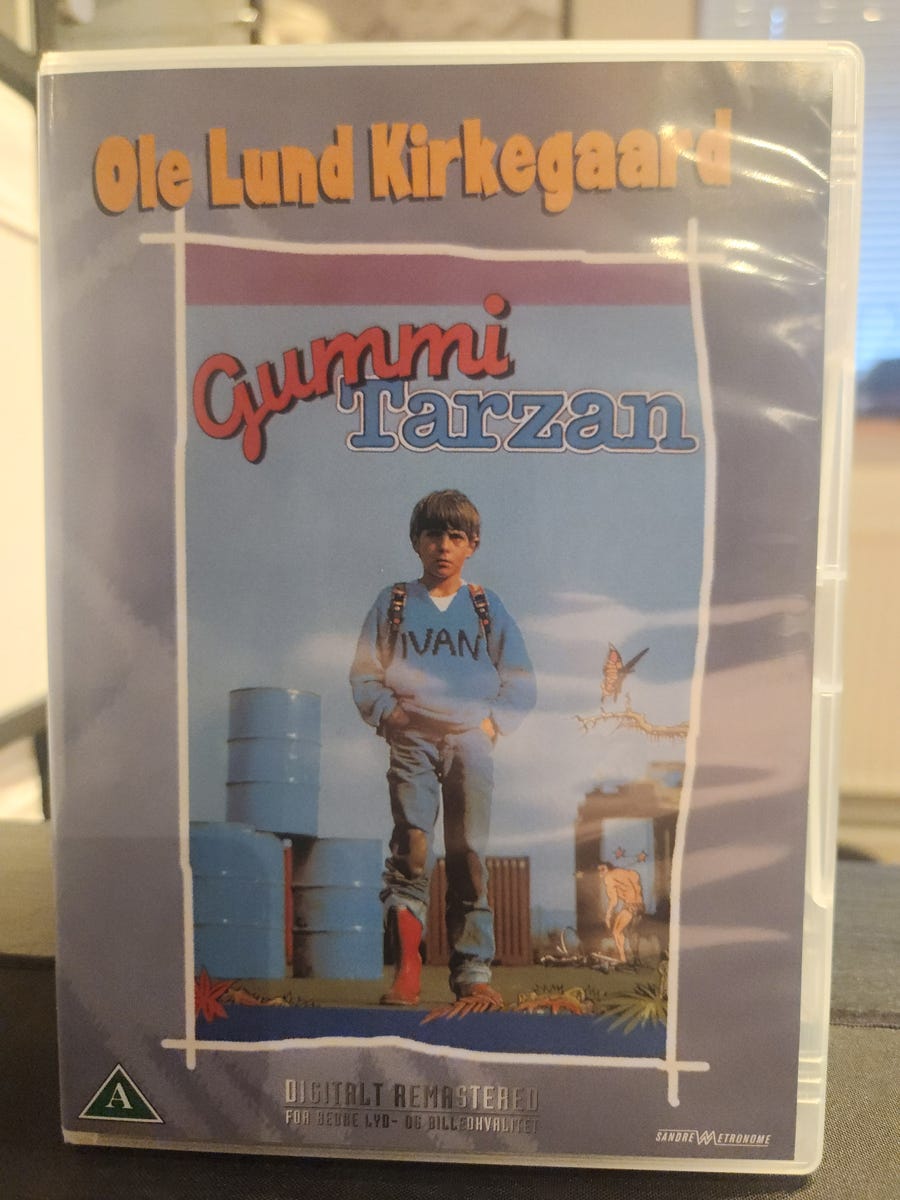 Ole Lund Kirkegaard
Gummi
Tarzan
IVAN
A
DIGITALT REMASTERED
FOR BEDRE LYD- OG BILLEDKVALITET
SANDREW METRONOME